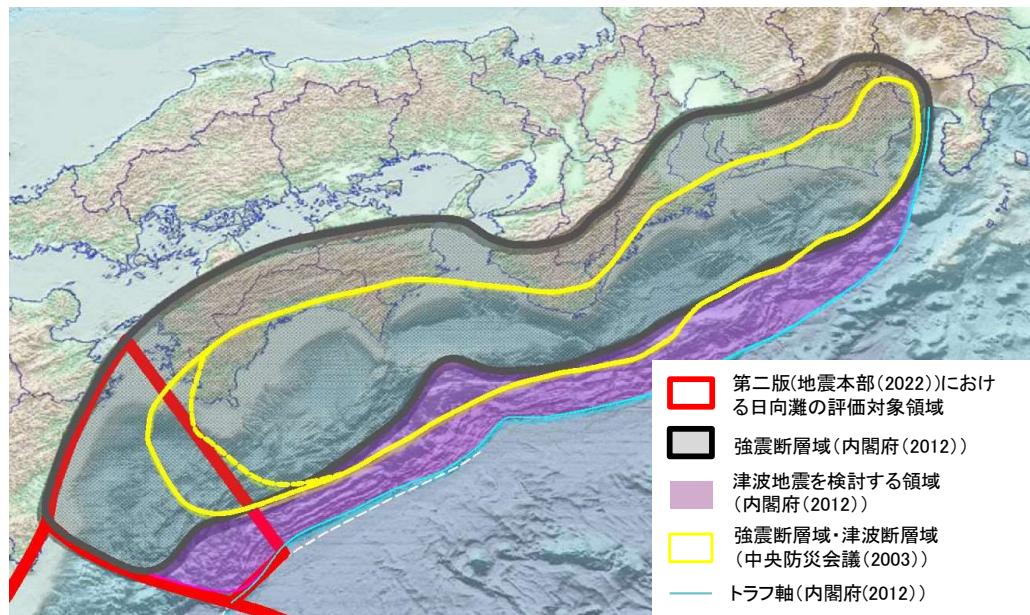 第二版(地震本部(2022))におけ
る日向灘の評価対象領域
強震断層域(内閣府(2012))
津波地震を検討する領域
(内閣府(2012))
強震断層域・津波断層域
(中央防災会議(2003))
トラフ軸(内閣府(2012))